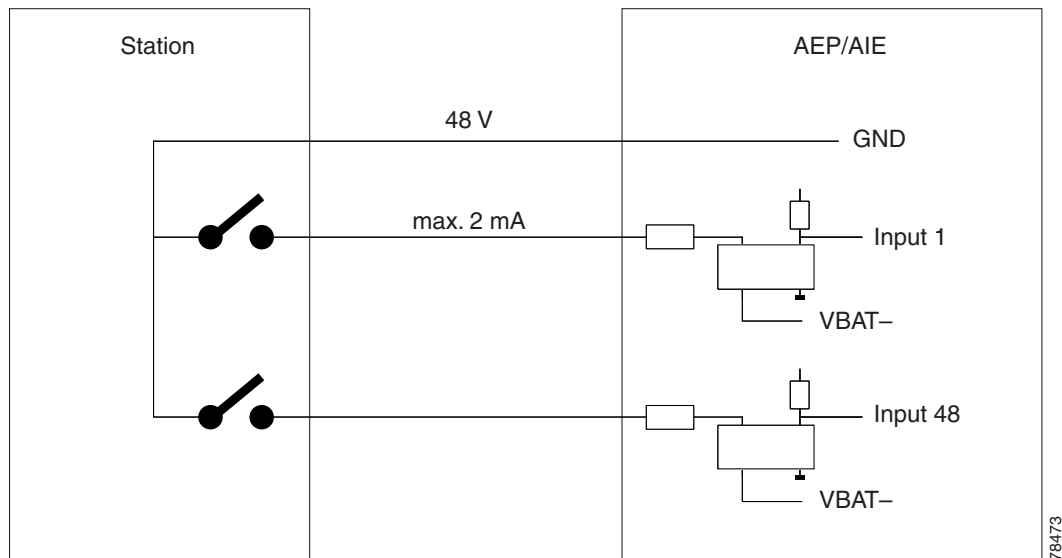 Station
AEP/AIE
48 V
GND
max. 2 mA
Input 1
VBAT–
Input 48
VBAT–
78473